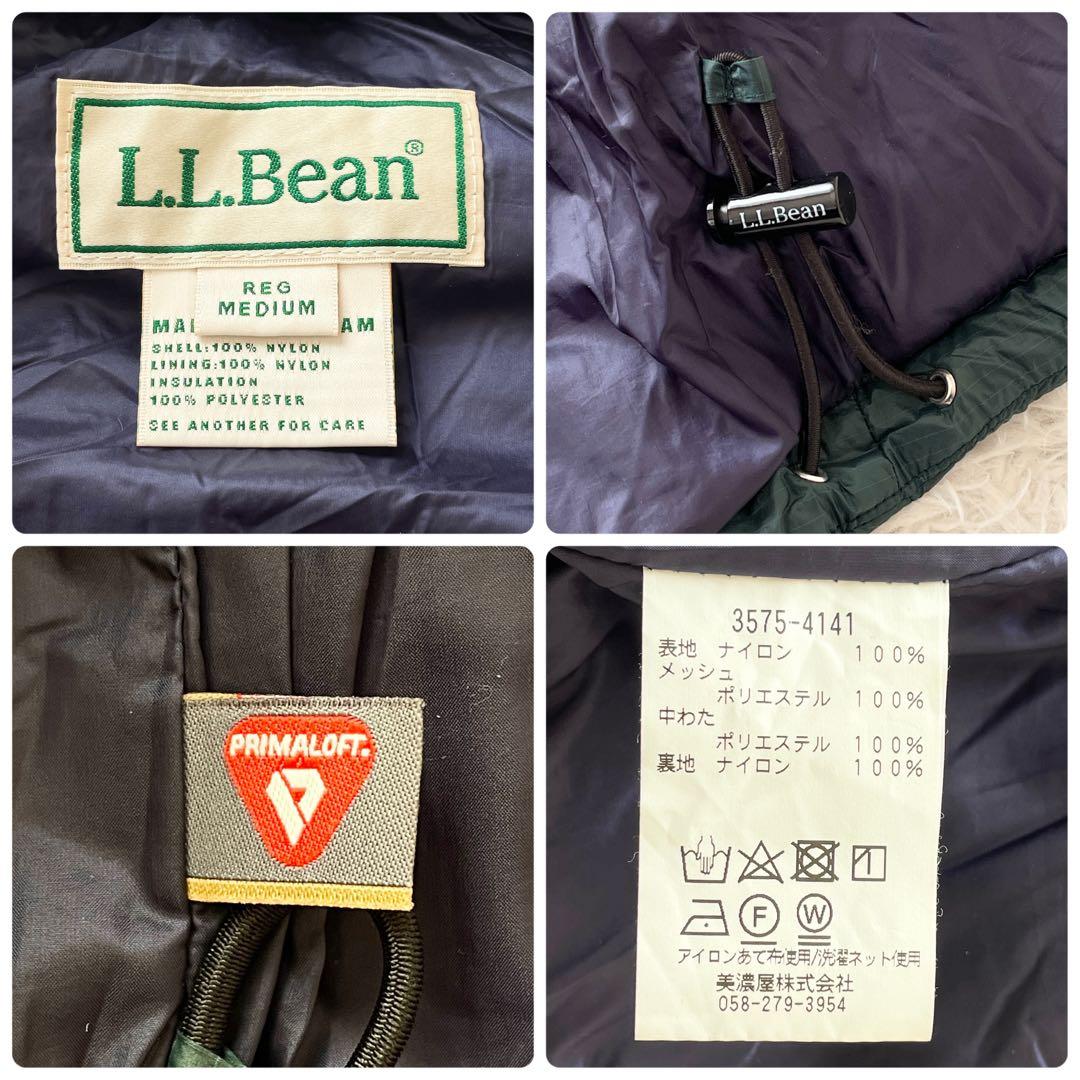 L.L.Bean®
REG
MEDIUM
MA AM
SHELL:100% NYLON
LINING:100% NYLON
INSULATION
100% POLYESTER
SEE ANOTHER FOR CARE
L.L.Bean
PRIMALOFT.
3575-4141
表地 ナイロン 100%
メッシュ
ポリエステル 100%
中わた
ポリエステル 100%
裏地 ナイロン 100%
1
F W
アイロンあて布使用/洗濯ネット使用
美濃屋株式会社
058-279-3954